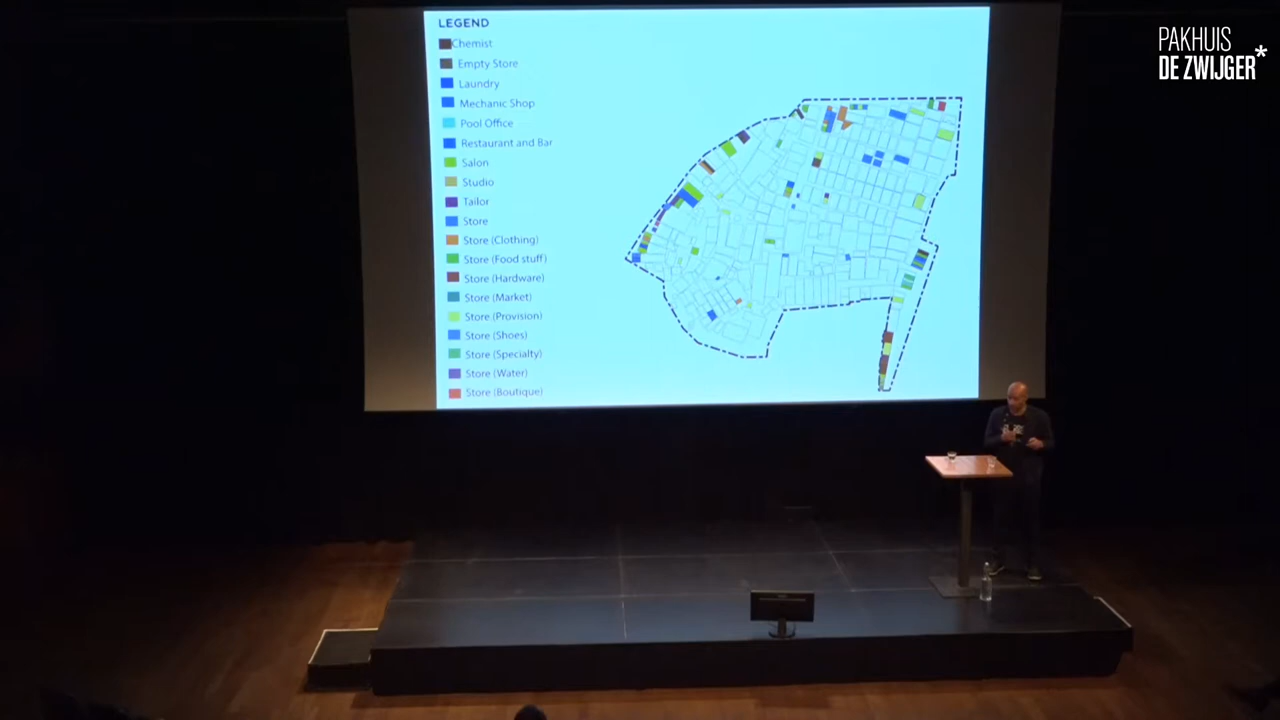 LEGEND
Chemist
Empty Store
Laundry
Mechanic Shop
Pool Office
Restaurant and Bar
Salon
Studio
Tailor
Store
Store (Clothing)
Store (Food stuff)
Store (Hardware)
Store (Market)
Store (Provision)
Store (Shoes)
Store (Specialty)
Store (Water)
Store (Boutique)
PAKHUIS
DE ZWIJGER*